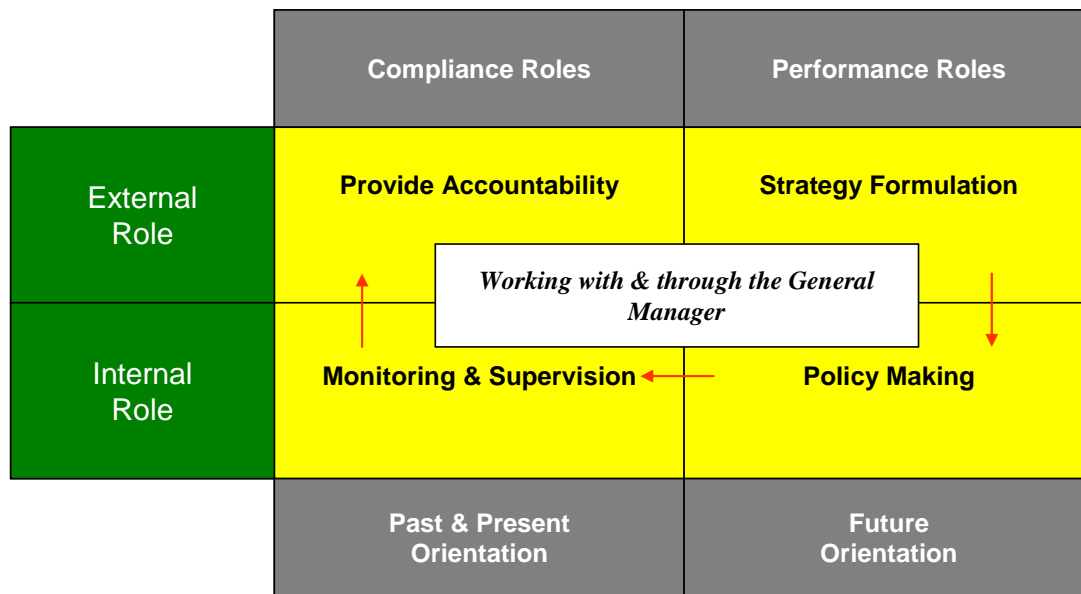 Compliance Roles
Performance Roles
External
Role
Provide Accountability
Strategy Formulation
Working with & through the General
Manager
Internal
Role
Monitoring & Supervision
Policy Making
Past & Present
Orientation
Future
Orientation